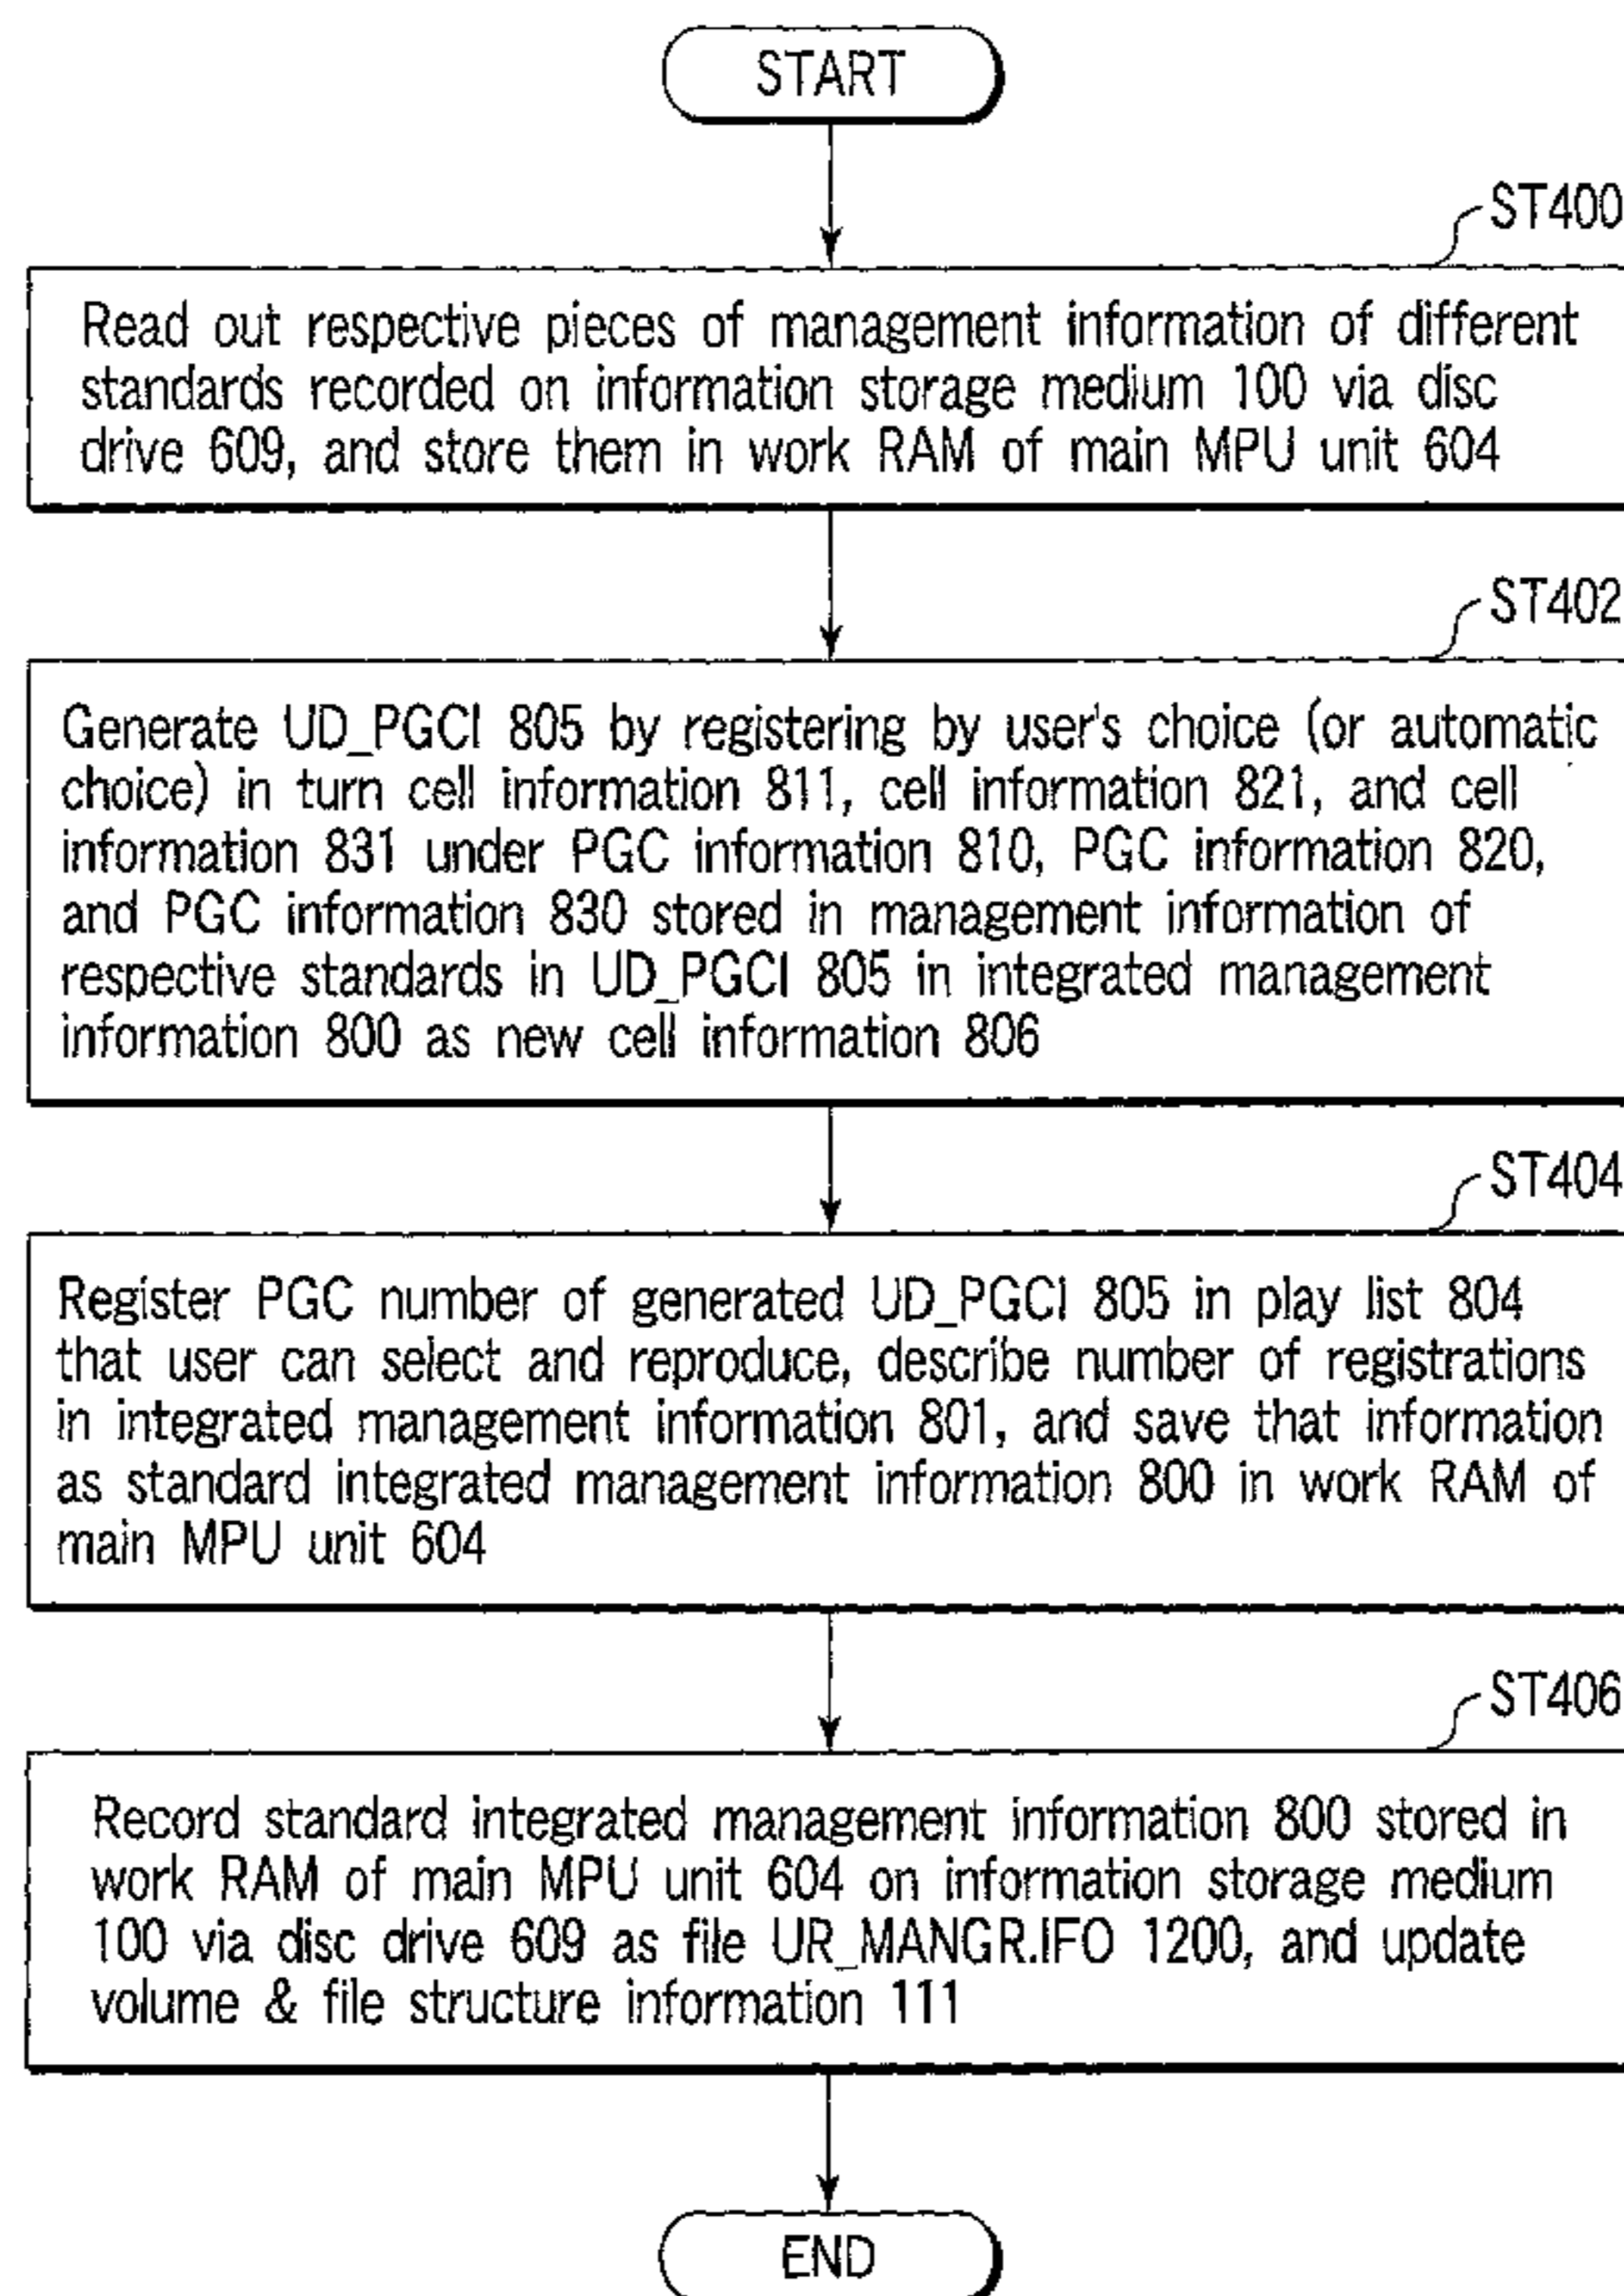 START
ST400
Read out respective pieces of management information of different
standards recorded on information storage medium 100 via disc
drive 609, and store them in work RAM of main MPU unit 604
ST402
Generate UD_PGCI 805 by registering by user's choice (or automatic
choice) in turn cell information 811, cell information 821, and cell
information 831 under PGC information 810, PGC information 820,
and PGC information 830 stored in management information of
respective standards in UD_PGCI 805 in integrated management
information 800 as new cell information 806
ST404
Register PGC number of generated UD_PGCI 805 in play list 804
that user can select and reproduce, describe number of registrations
in integrated management information 801, and save that information
as standard integrated management information 800 in work RAM of
main MPU unit 604
ST406
Record standard integrated management information 800 stored in
work RAM of main MPU unit 604 on information storage medium
100 via disc drive 609 as file UR_MANGR.IFO 1200, and update
volume & file structure information 111
END